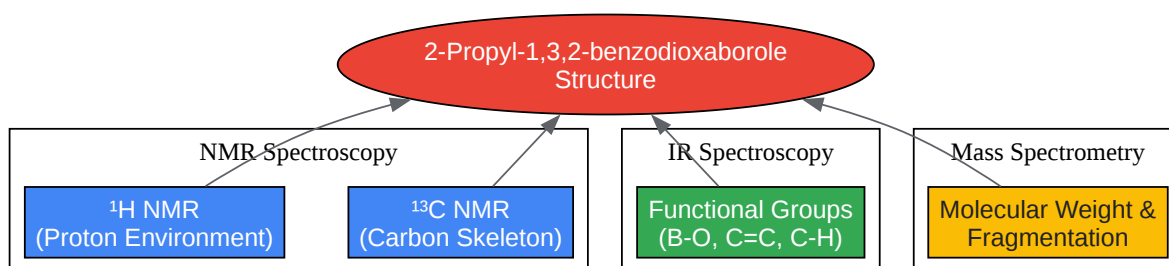 2-Propyl-1,3,2-benzodioxaborole
Structure
NMR Spectroscopy
IR Spectroscopy
Mass Spectrometry
¹H NMR
(Proton Environment)
¹³C NMR
(Carbon Skeleton)
Functional Groups
(B-O, C=C, C-H)
Molecular Weight &
Fragmentation